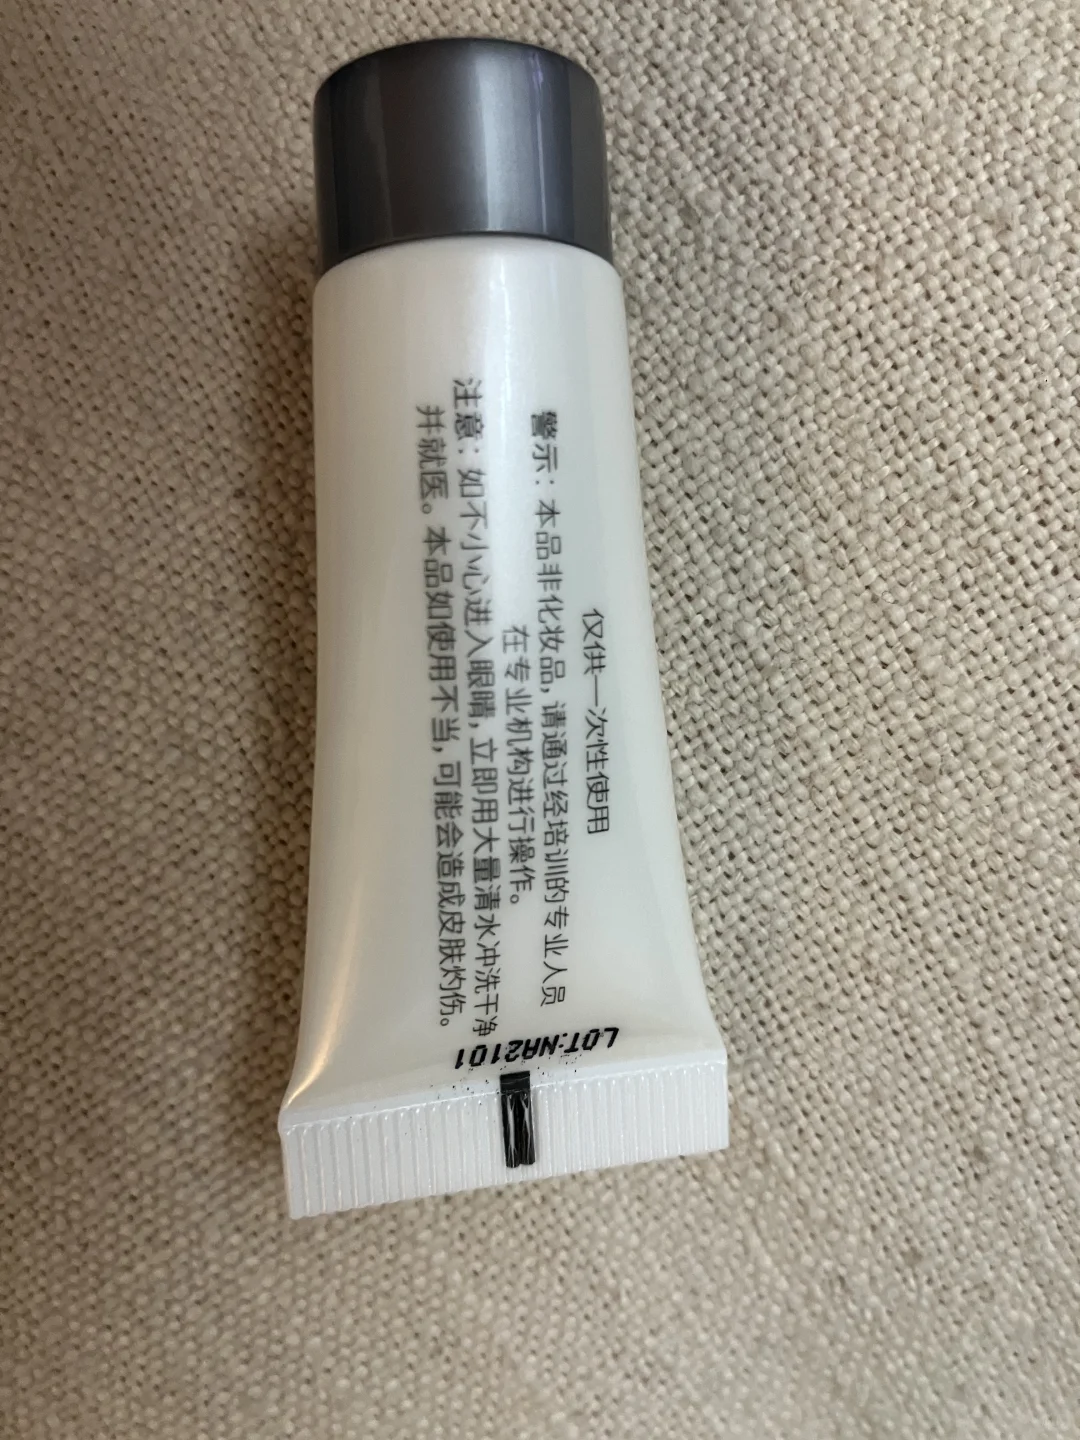 仅供一次性使用
警示：本品非化妆品，请通过经培训的专业人员
在专业机构进行操作。
注意：如不小心进入眼睛，立即用大量清水冲洗干净
并就医。本品如使用不当，可能会造成皮肤灼伤。
LOT:NA2101